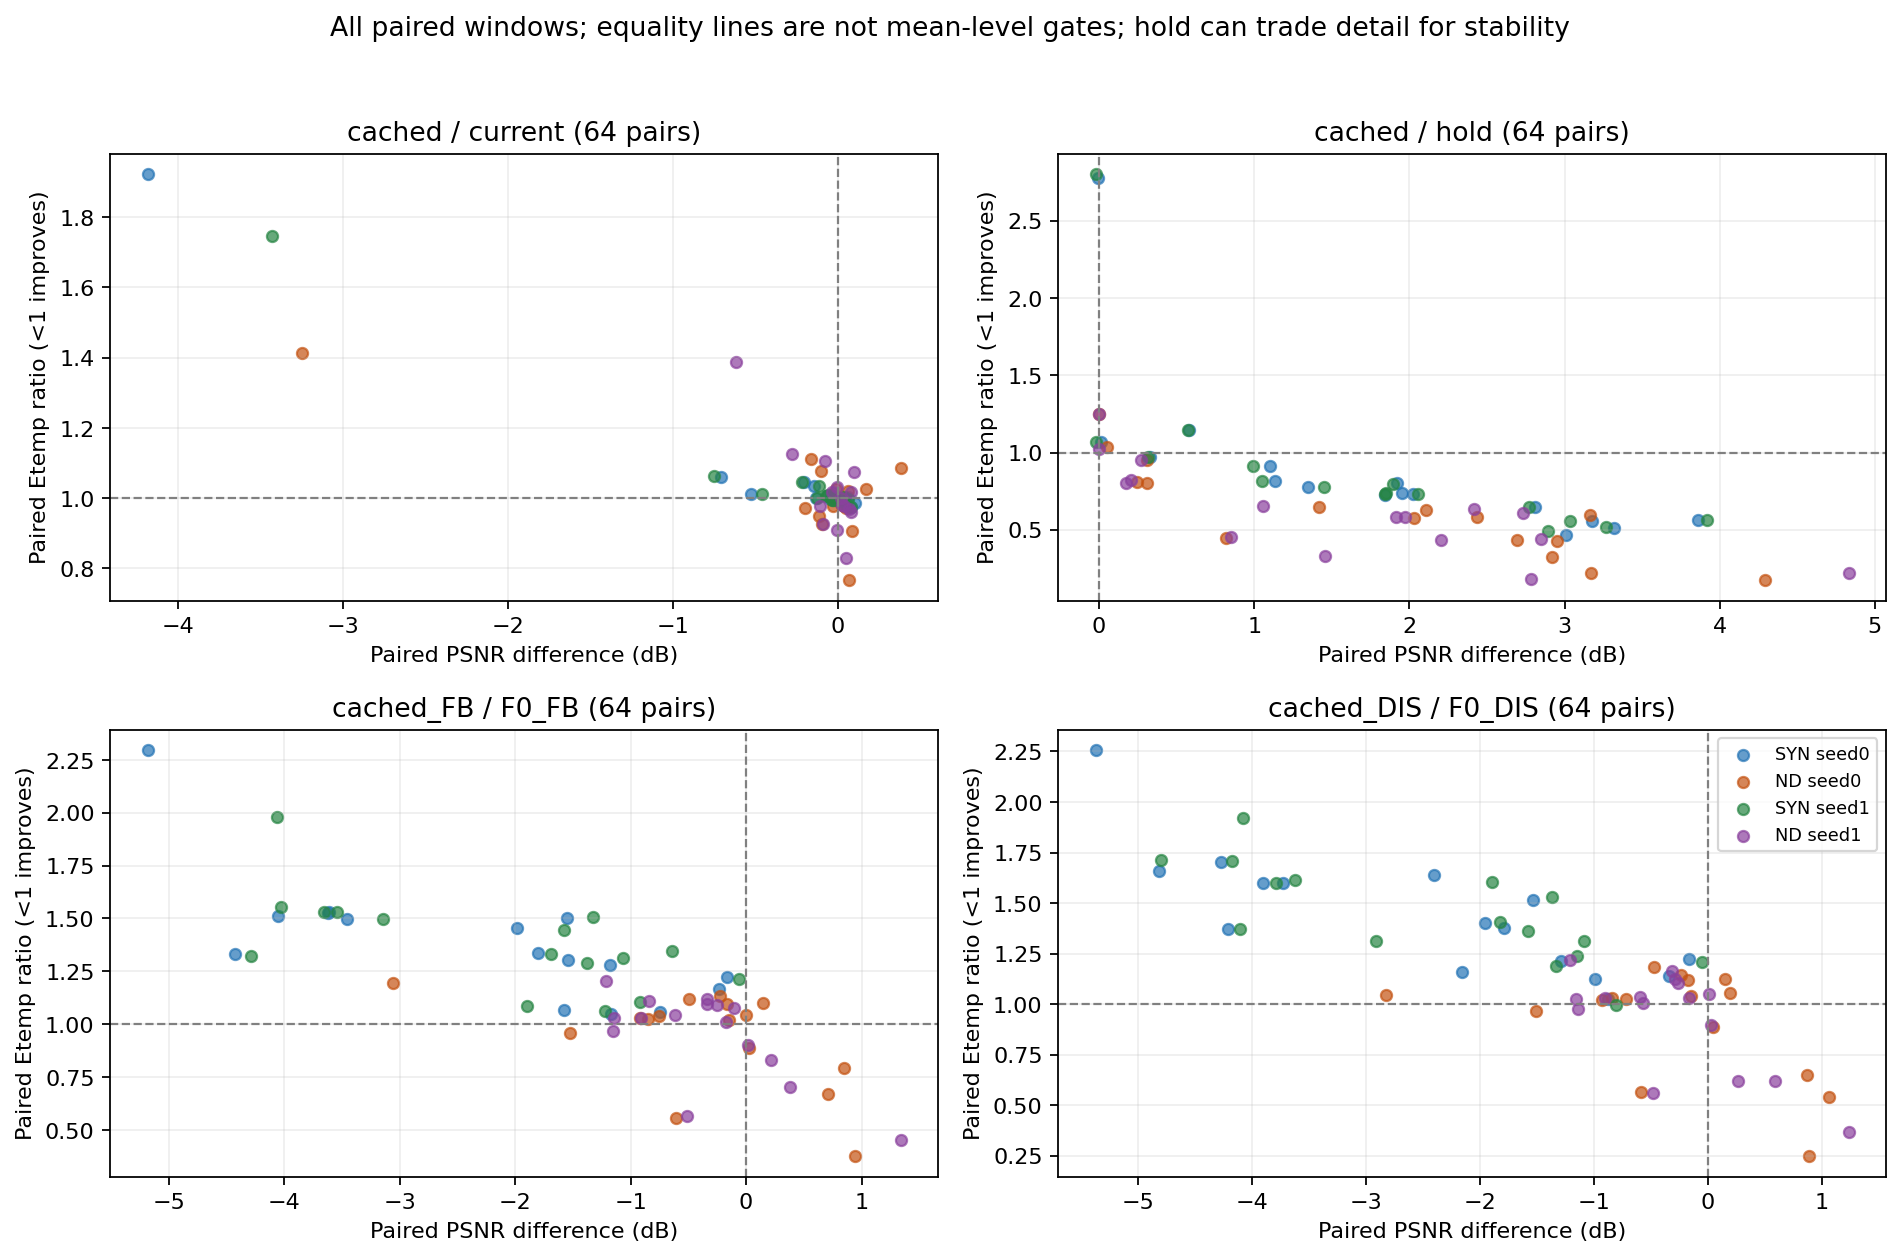 All paired windows; equality lines are not mean-level gates; hold can trade detail for stability
cached / current (64 pairs)
Paired Etemp ratio (<1 improves)
1.8
1.6
1.4
1.2
1.0
0.8
−4 −3 −2 −1 0
Paired PSNR difference (dB)
cached / hold (64 pairs)
Paired Etemp ratio (<1 improves)
2.5
2.0
1.5
1.0
0.5
0 1 2 3 4 5
Paired PSNR difference (dB)
cached_FB / F0_FB (64 pairs)
Paired Etemp ratio (<1 improves)
2.25
2.00
1.75
1.50
1.25
1.00
0.75
0.50
−5 −4 −3 −2 −1 0 1
Paired PSNR difference (dB)
cached_DIS / F0_DIS (64 pairs)
Paired Etemp ratio (<1 improves)
2.25
2.00
1.75
1.50
1.25
1.00
0.75
0.50
0.25
−5 −4 −3 −2 −1 0 1
Paired PSNR difference (dB)
SYN seed0
ND seed0
SYN seed1
ND seed1